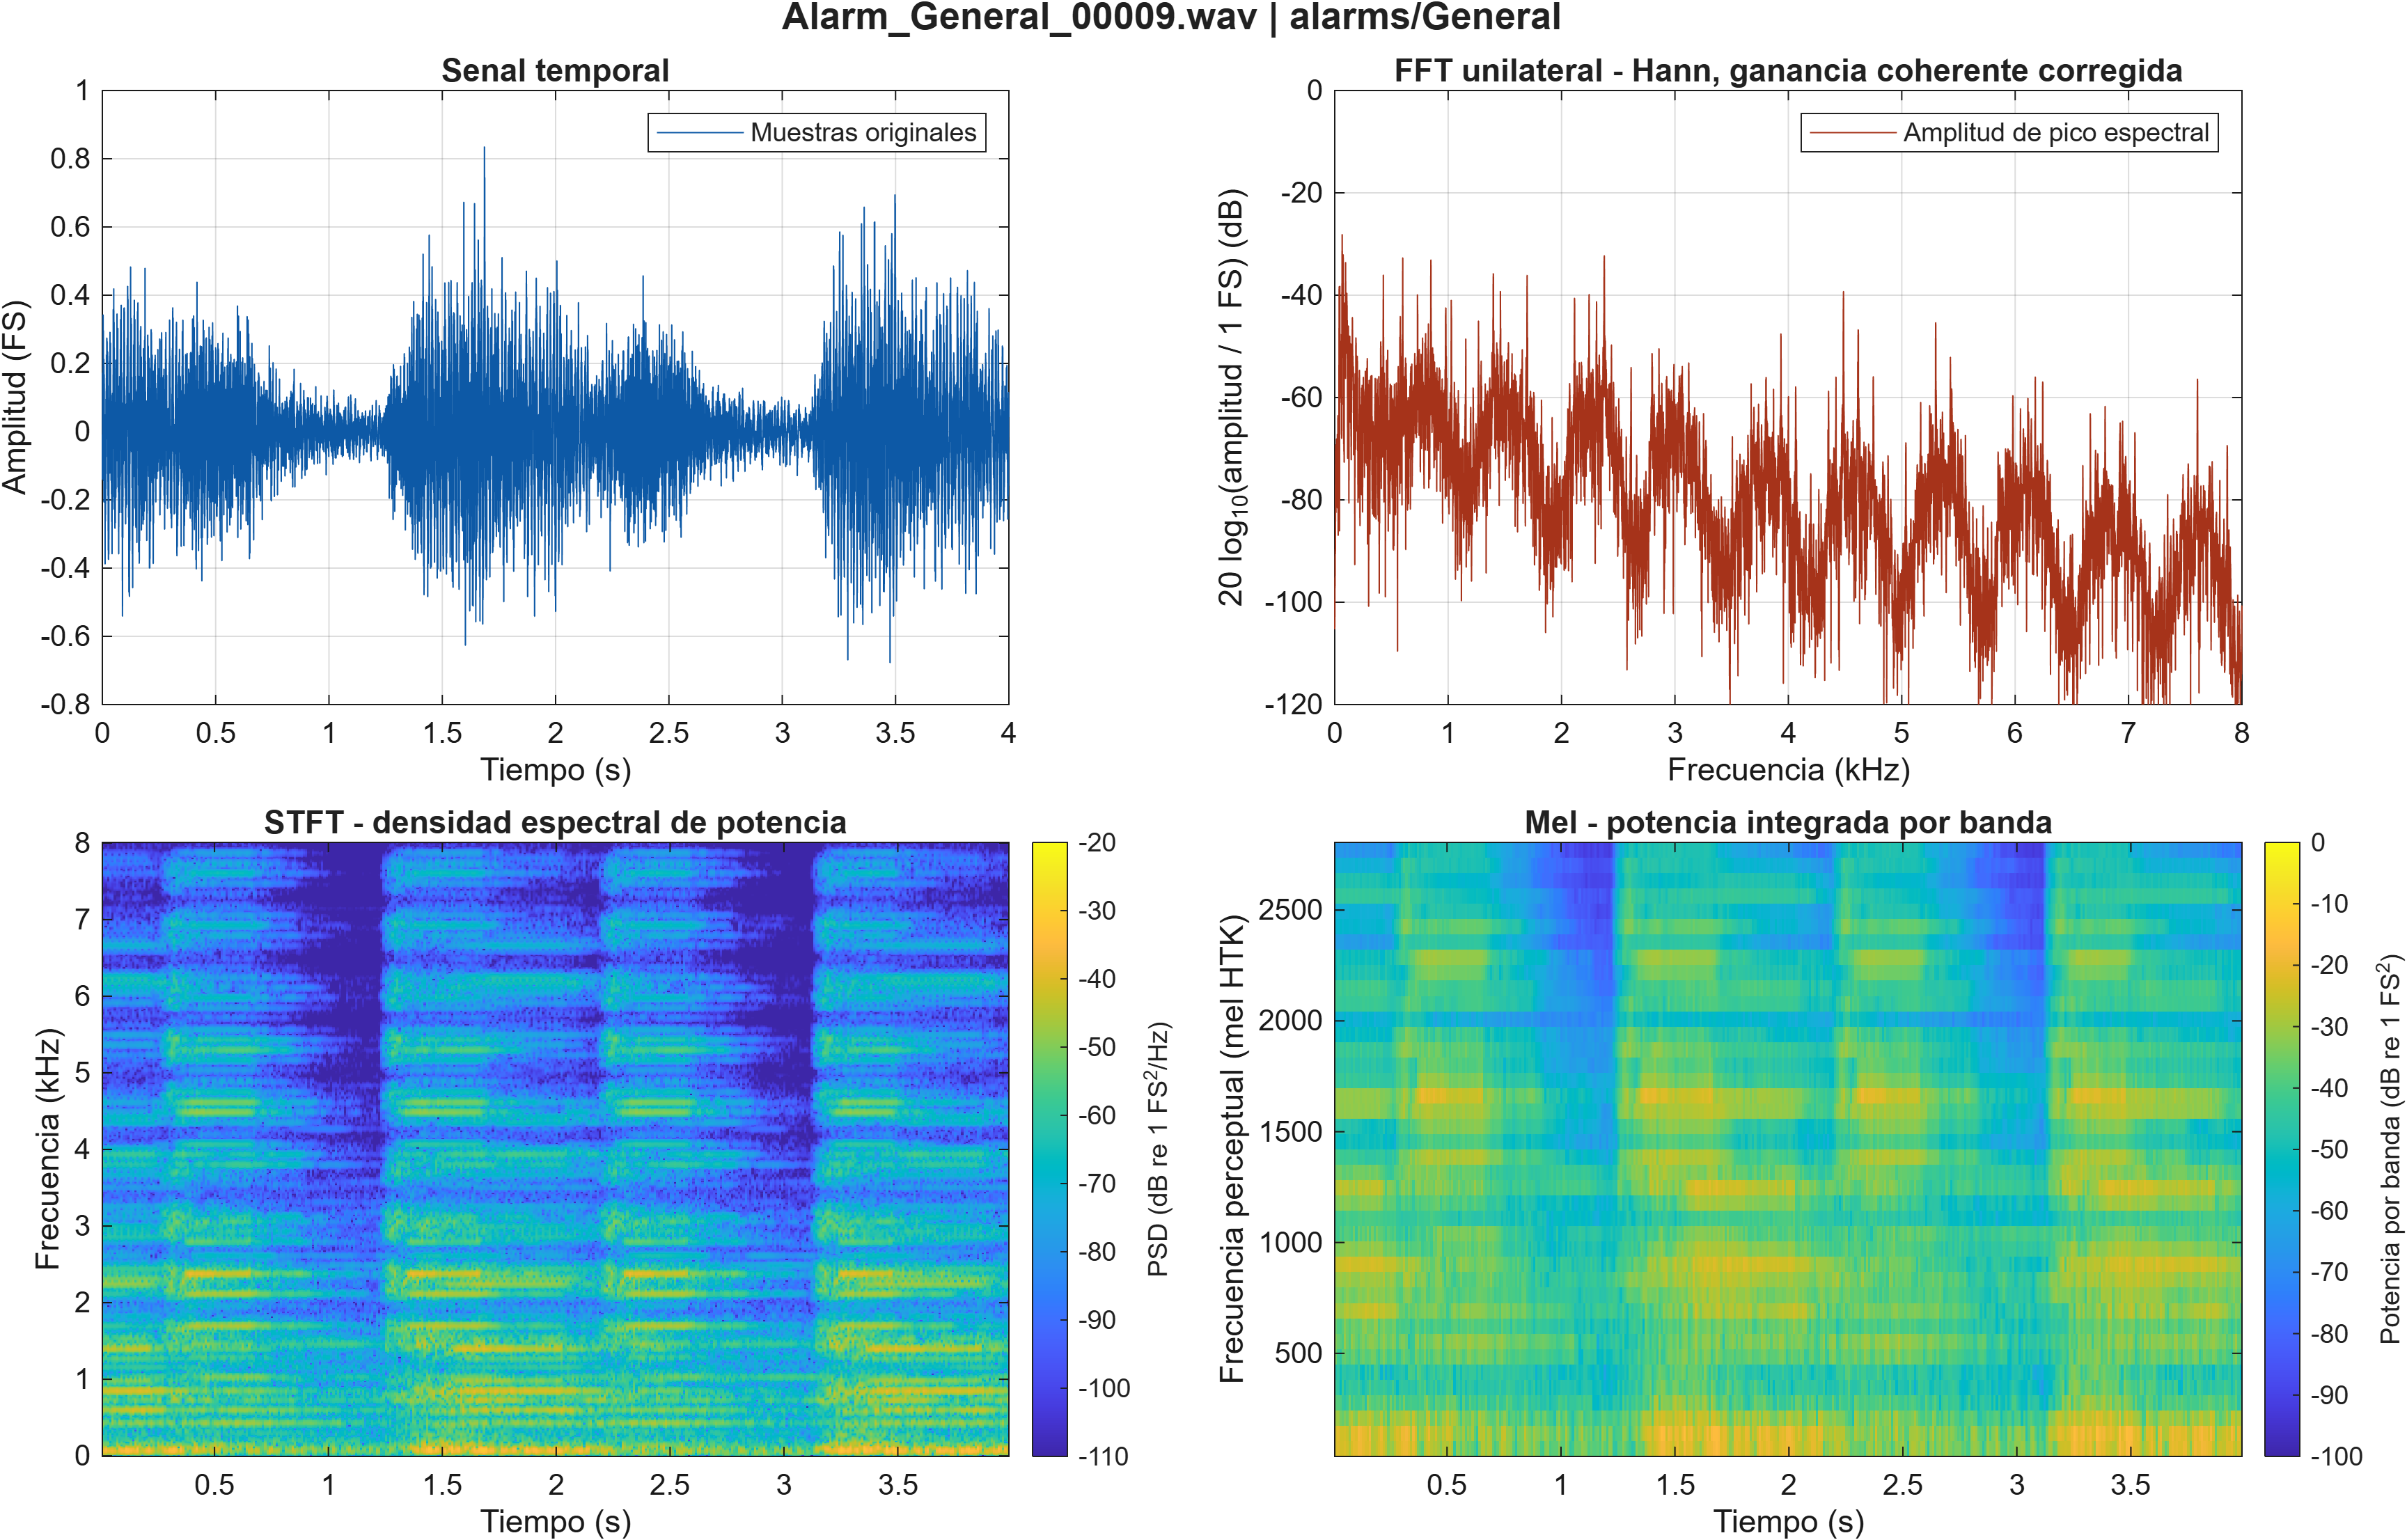 Alarm_General_00009.wav | alarms/General
Senal temporal
Muestras originales
1
0.8
0.6
0.4
0.2
0
-0.2
-0.4
-0.6
-0.8
Amplitud (FS)
0 0.5 1 1.5 2 2.5 3 3.5 4
Tiempo (s)
FFT unilateral - Hann, ganancia coherente corregida
Amplitud de pico espectral
0
-20
-40
-60
-80
-100
-120
20 log10(amplitud / 1 FS) (dB)
0 1 2 3 4 5 6 7 8
Frecuencia (kHz)
STFT - densidad espectral de potencia
8
7
6
5
4
3
2
1
0
Frecuencia (kHz)
0.5 1 1.5 2 2.5 3 3.5
Tiempo (s)
-20
-30
-40
-50
-60
-70
-80
-90
-100
-110
PSD (dB re 1 FS²/Hz)
Mel - potencia integrada por banda
2500
2000
1500
1000
500
Frecuencia perceptual (mel HTK)
0.5 1 1.5 2 2.5 3 3.5
Tiempo (s)
0
-10
-20
-30
-40
-50
-60
-70
-80
-90
-100
Potencia por banda (dB re 1 FS²)